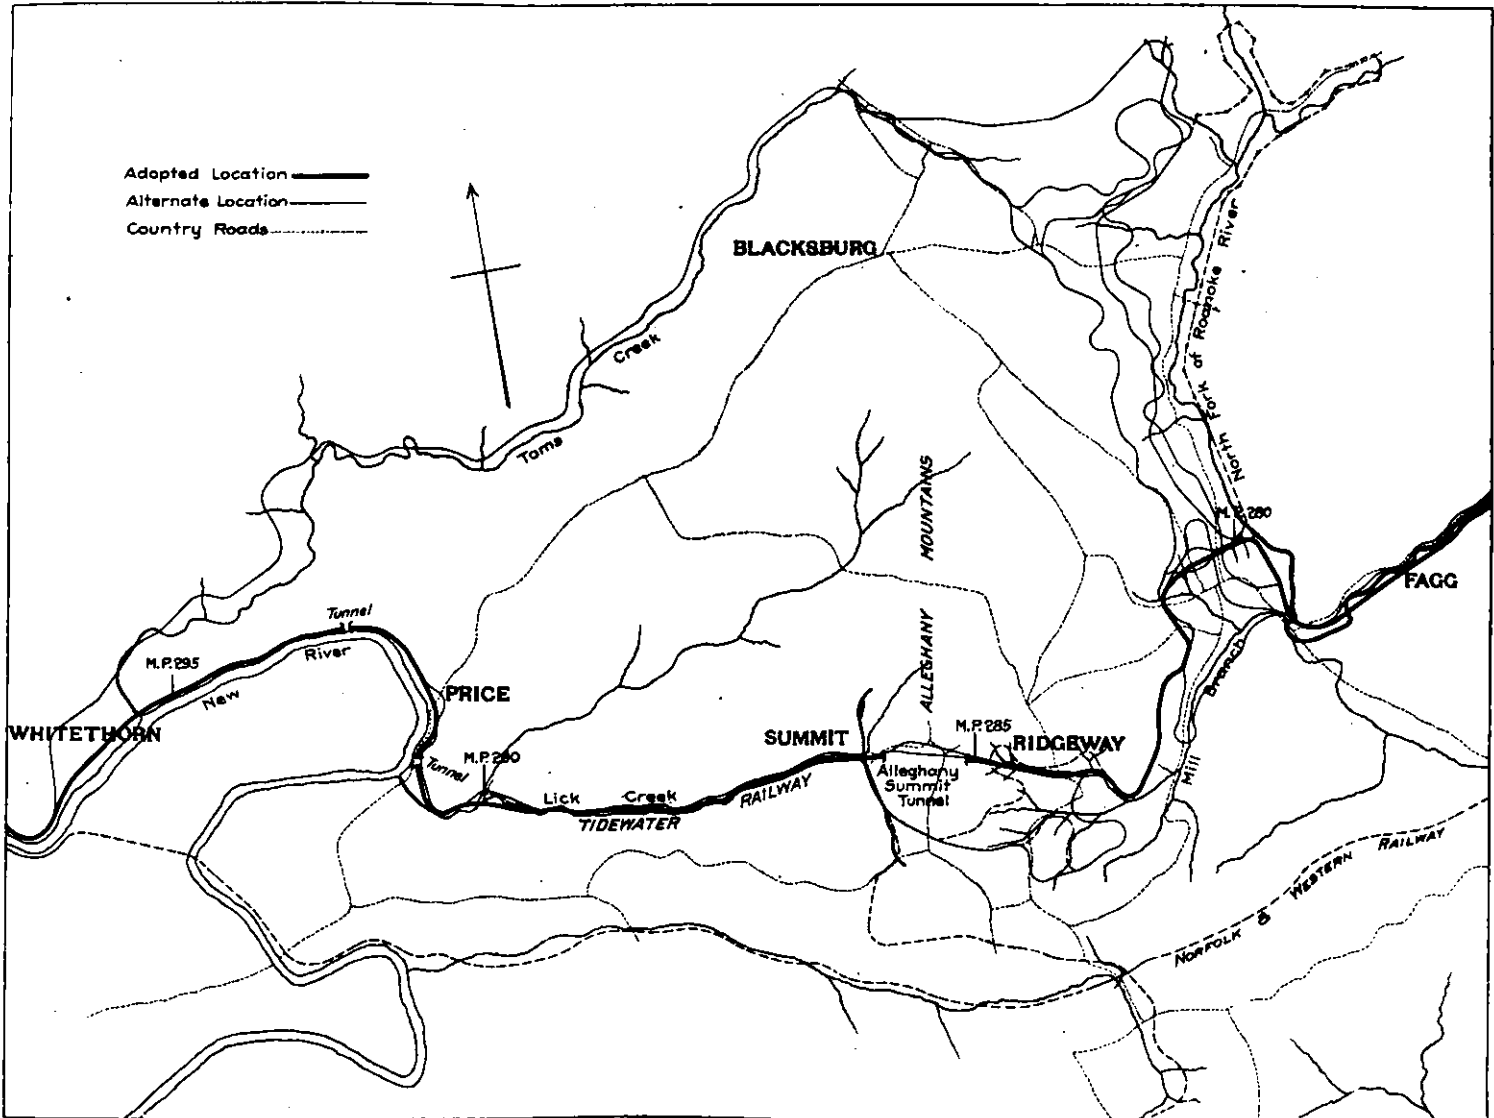 Adopted Location
Alternate Location
Country Roads
BLACKSBURG
North Fork of Roanoke River
Toms Creek
ALLEGHANY MOUNTAINS
M.P. 280
FAGG
Tunnel
M.P. 295
New River
PRICE
WHITETHORN
Branch
Mill
M.P. 285
RIDGEWAY
SUMMIT
Alleghany
Summit
Tunnel
Tunnel
M.P. 290
Lick Creek
TIDEWATER RAILWAY
NORFOLK & WESTERN RAILWAY